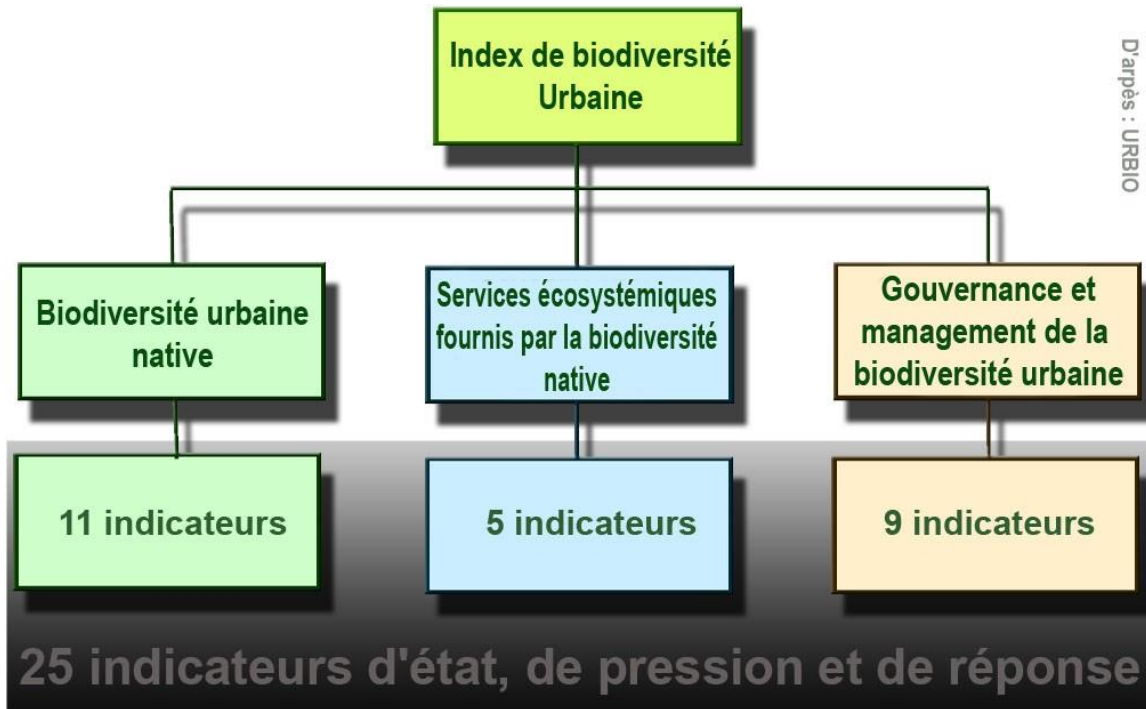 Index de biodiversité
Urbaine
D'arpès : URBIO
Biodiversité urbaine
native
Services écosystémiques
fournis par la biodiversité
native
Gouvernance et
management de la
biodiversité urbaine
11 indicateurs
5 indicateurs
9 indicateurs
25 indicateurs d'état, de pression et de réponse